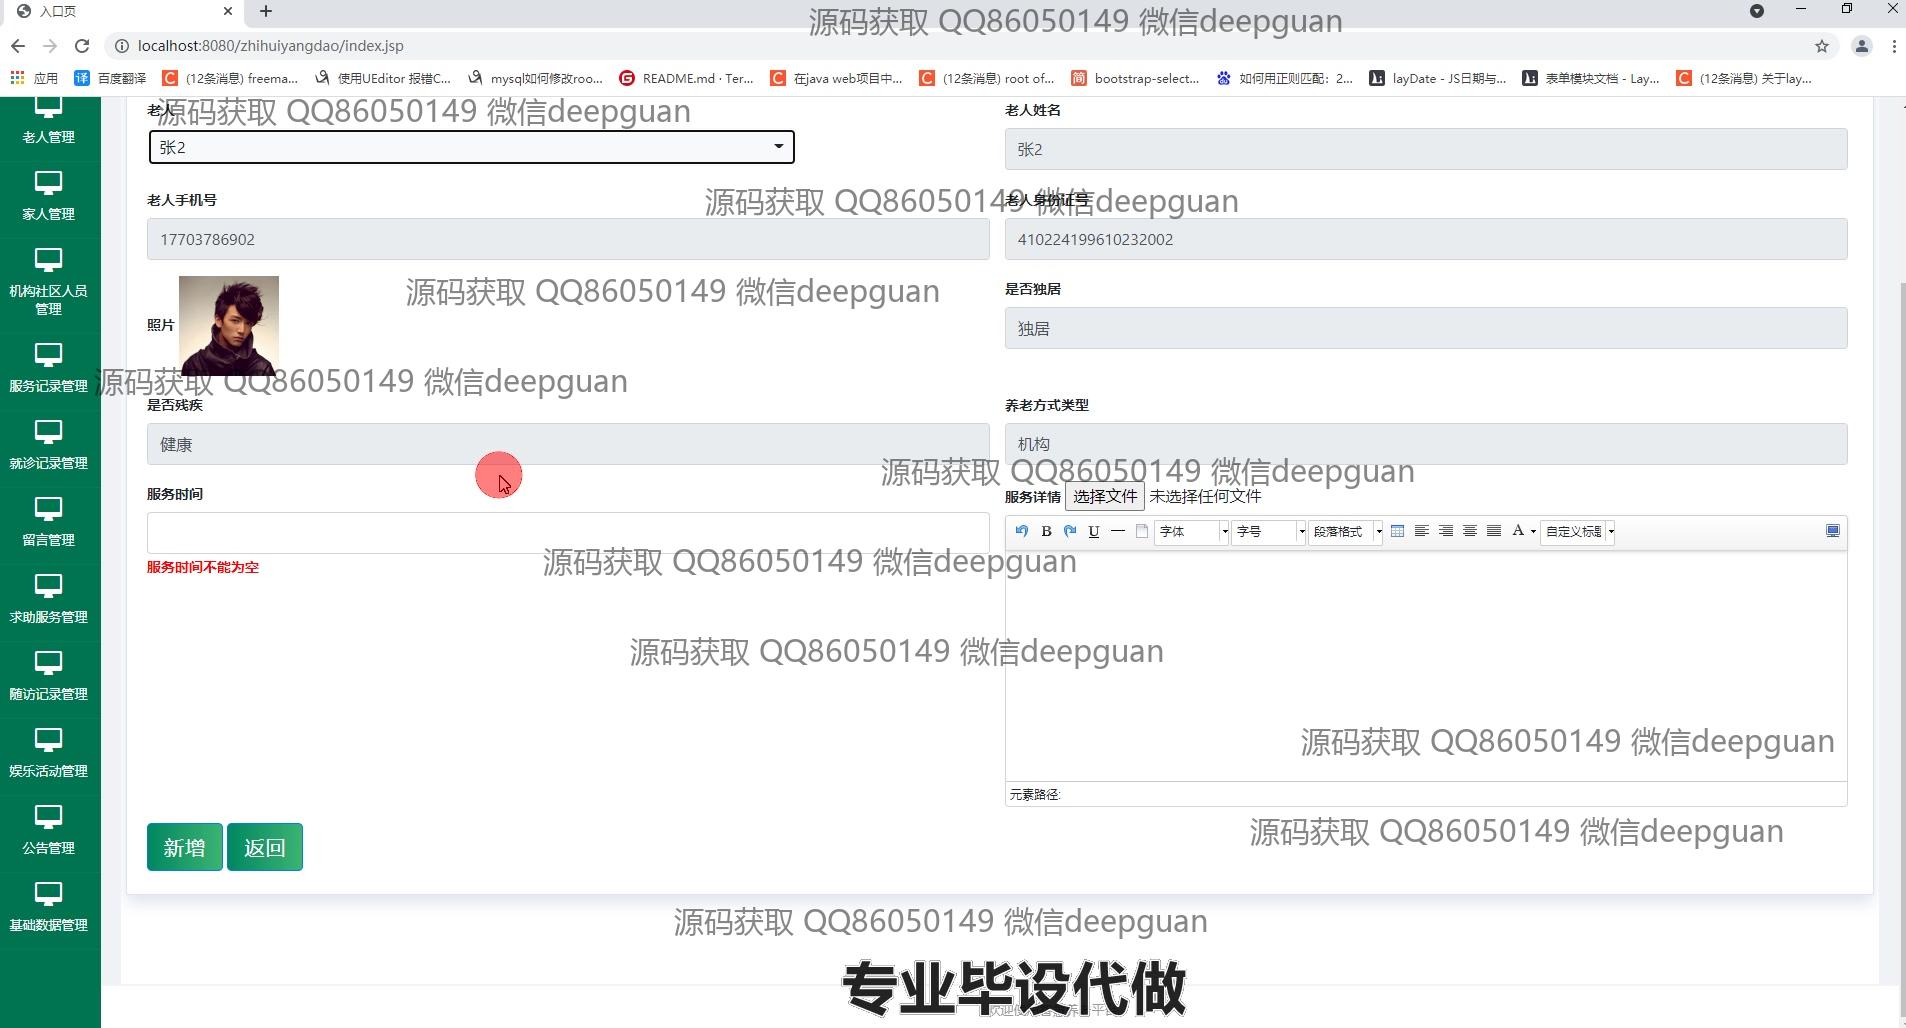 入口页
源码获取 QQ86050149 微信deepguan
localhost:8080/zhihuiyangdao/index.jsp
应用 百度翻译 (12条消息) freema... 使用UEditor 报错C... mysql如何修改roo... README.md · Ter... 在java web项目中... (12条消息) root of... bootstrap-select... 如何用正则匹配：2... layDate - JS日期与... 表单模块文档 - Lay... (12条消息) 关于lay...
老人管理
家人管理
机构社区人员
管理
服务记录管理
就诊记录管理
留言管理
求助服务管理
随访记录管理
娱乐活动管理
公告管理
基础数据管理
老人
源码获取 QQ86050149 微信deepguan
老人姓名
张2
张2
老人手机号
源码获取 QQ86050149 微信deepguan
老人身份证号
17703786902
410224199610232002
源码获取 QQ86050149 微信deepguan
照片
是否独居
独居
源码获取 QQ86050149 微信deepguan
是否残疾
养老方式类型
健康
机构
源码获取 QQ86050149 微信deepguan
服务时间
服务详情 选择文件 未选择任何文件
B U 字体 字号 段落格式 A 自定义标题
服务时间不能为空
源码获取 QQ86050149 微信deepguan
源码获取 QQ86050149 微信deepguan
源码获取 QQ86050149 微信deepguan
元素路径:
新增 返回
源码获取 QQ86050149 微信deepguan
源码获取 QQ86050149 微信deepguan
专业毕设代做